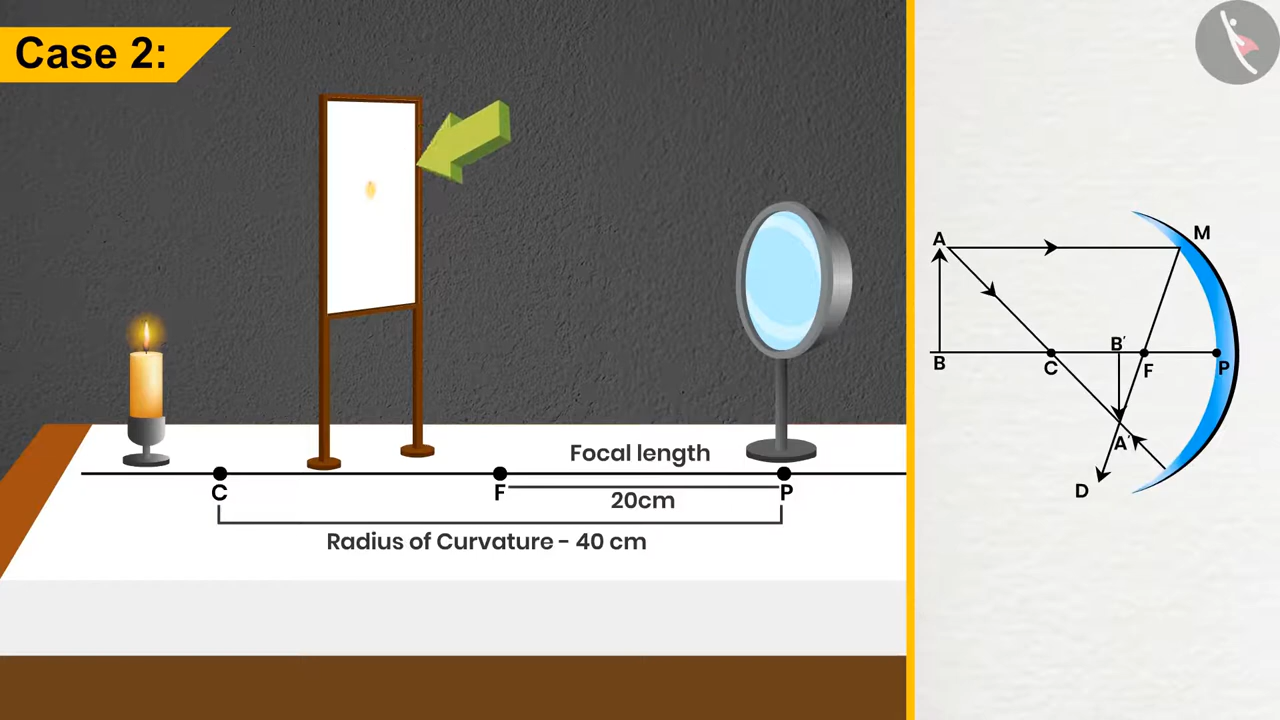 Case 2:
Focal length
C
F
P
20cm
Radius of Curvature - 40 cm
A
M
B
C
B′
F
P
A′
D